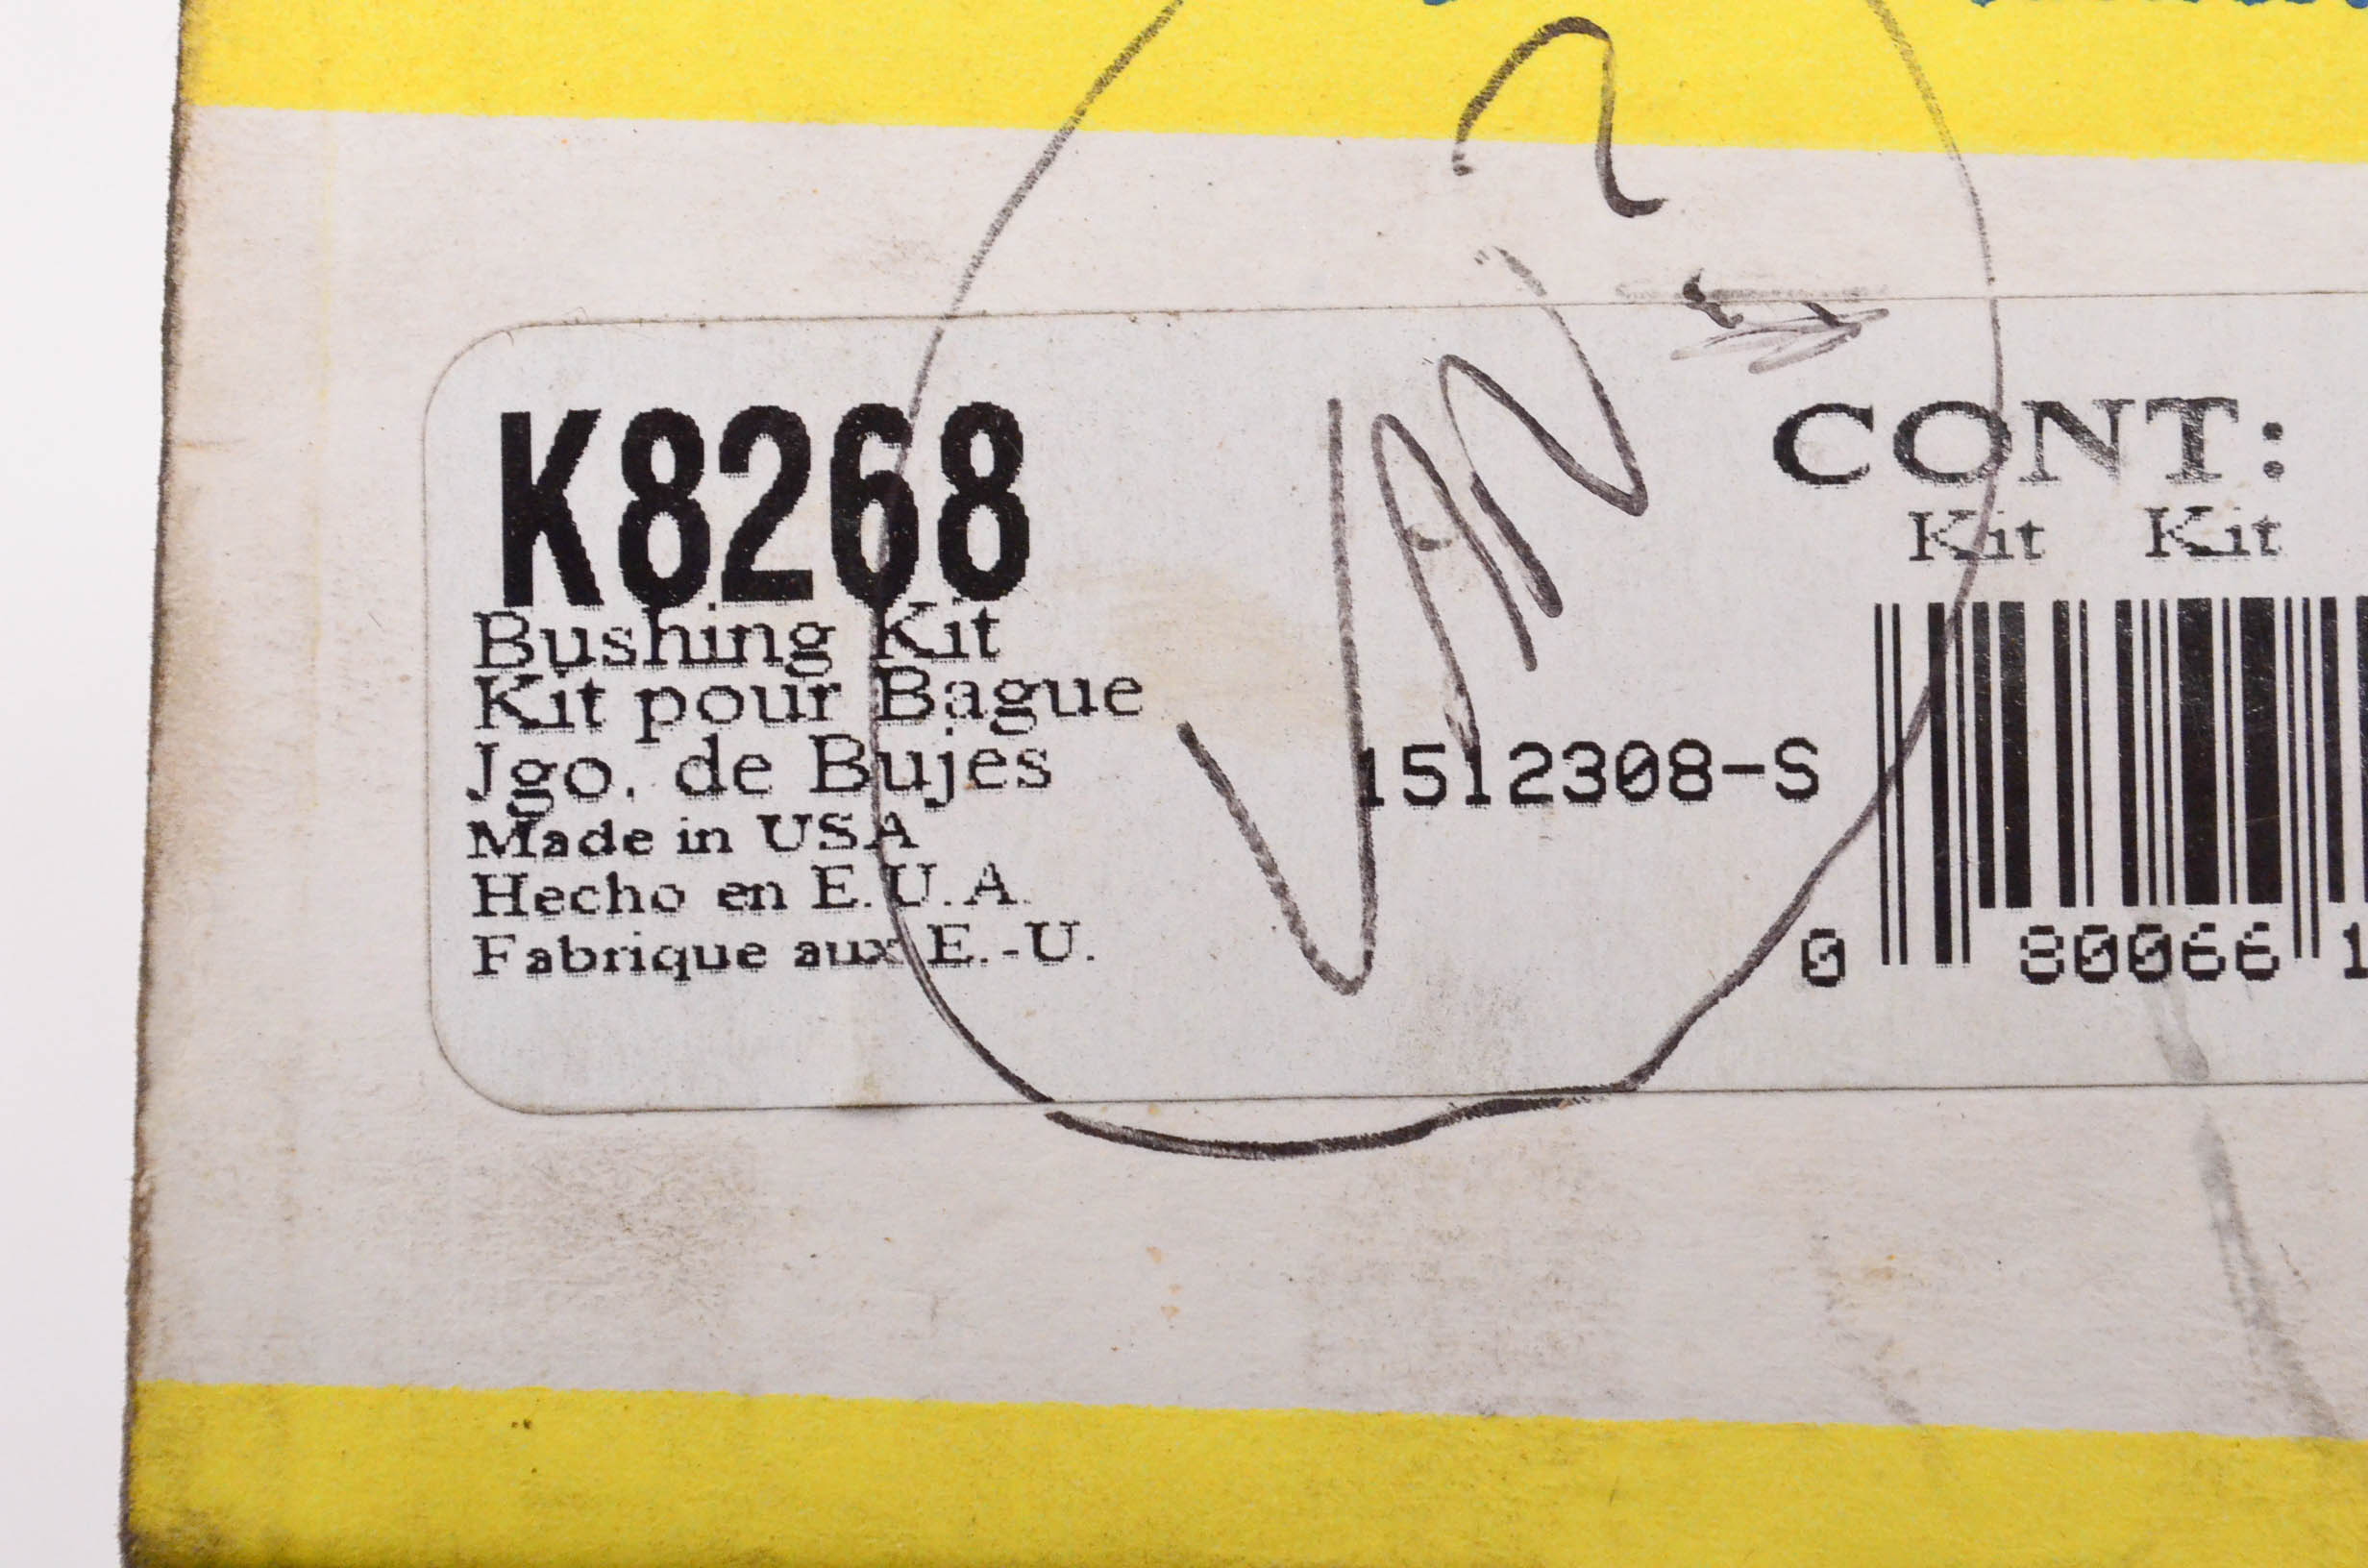 K8268
Bushing Kit
Kit pour Bague
Jgo. de Bujes
Made in USA
Hecho en E.U.A.
Fabrique aux E.-U.
1512308-S
CONT:
Kit Kit
0 80066 1